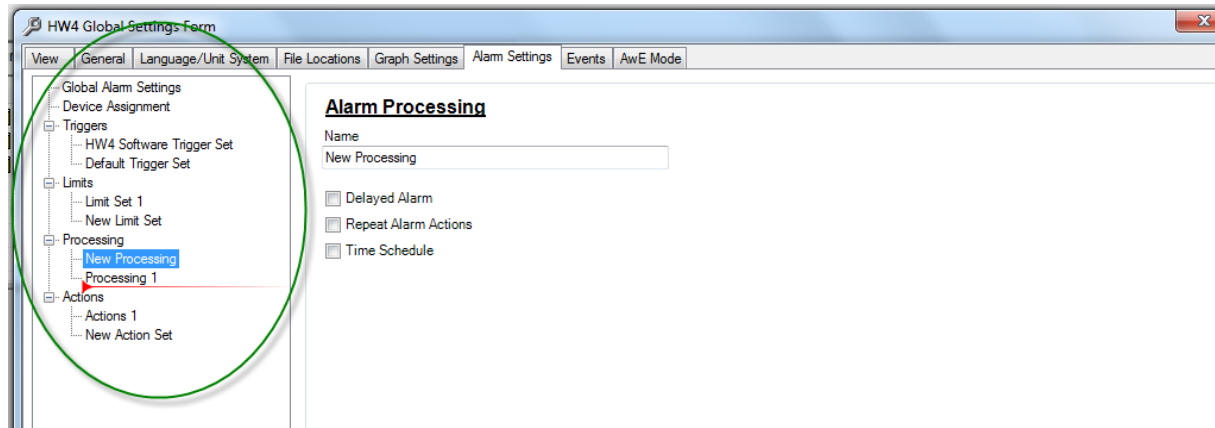 HW4 Global Settings Form
View General Language/Unit System File Locations Graph Settings Alarm Settings Events AwE Mode
Global Alarm Settings
Device Assignment
Triggers
HW4 Software Trigger Set
Default Trigger Set
Limits
Limit Set 1
New Limit Set
Processing
New Processing
Processing 1
Actions
Actions 1
New Action Set
Alarm Processing
Name
New Processing
Delayed Alarm
Repeat Alarm Actions
Time Schedule